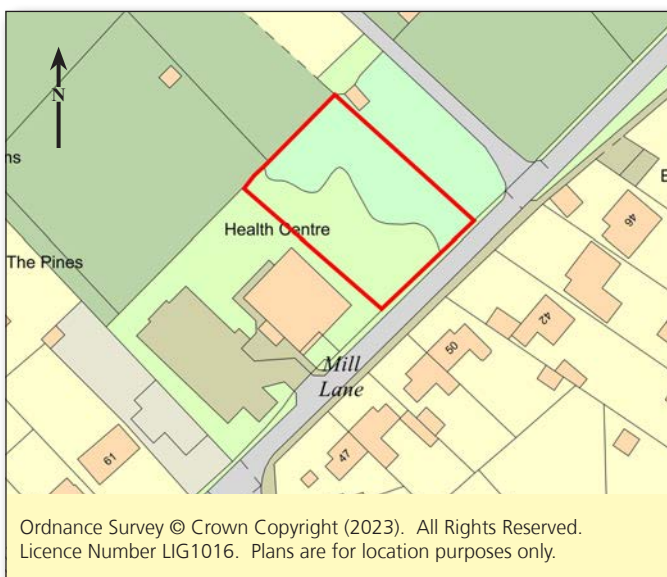 N
ns
Health Centre
The Pines
E
46
42
Mill
Lane
50
61
47
Ordnance Survey © Crown Copyright (2023). All Rights Reserved.
Licence Number LIG1016. Plans are for location purposes only.